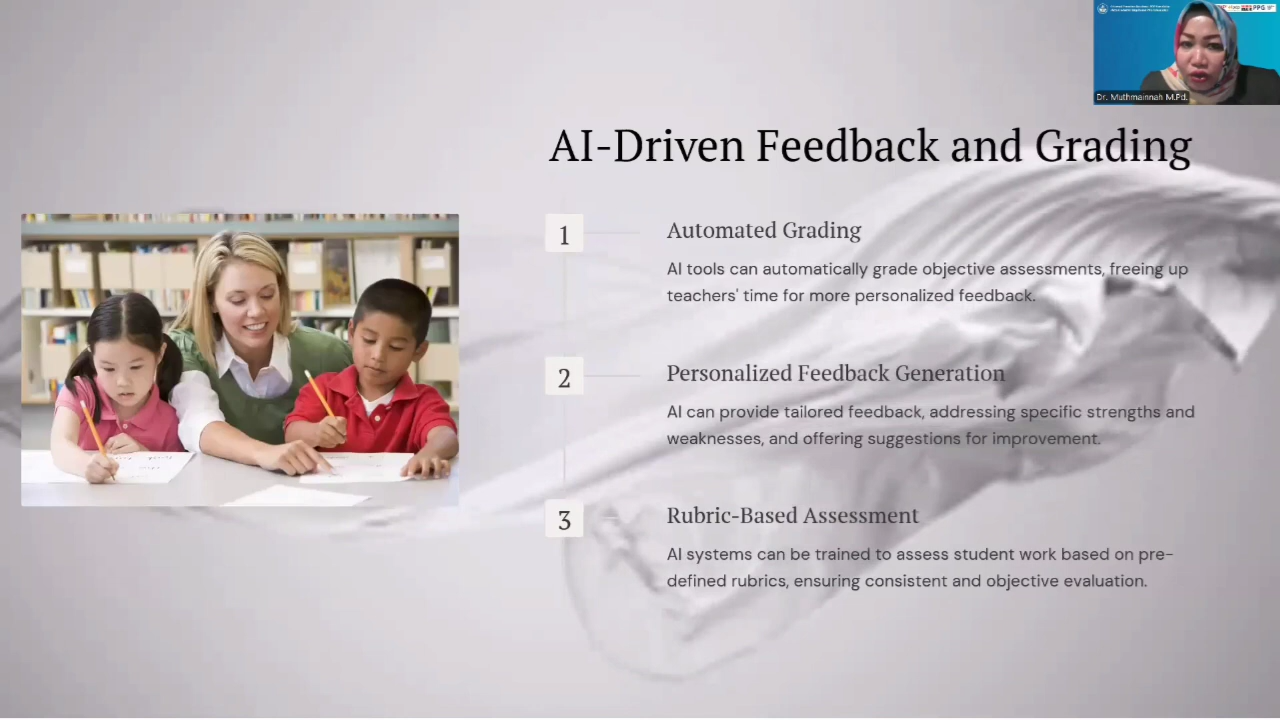 PPG
Dr. Muthmainnah M.Pd.
AI-Driven Feedback and Grading
1
Automated Grading
AI tools can automatically grade objective assessments, freeing up
teachers' time for more personalized feedback.
2
Personalized Feedback Generation
AI can provide tailored feedback, addressing specific strengths and
weaknesses, and offering suggestions for improvement.
3
Rubric-Based Assessment
AI systems can be trained to assess student work based on pre-
defined rubrics, ensuring consistent and objective evaluation.